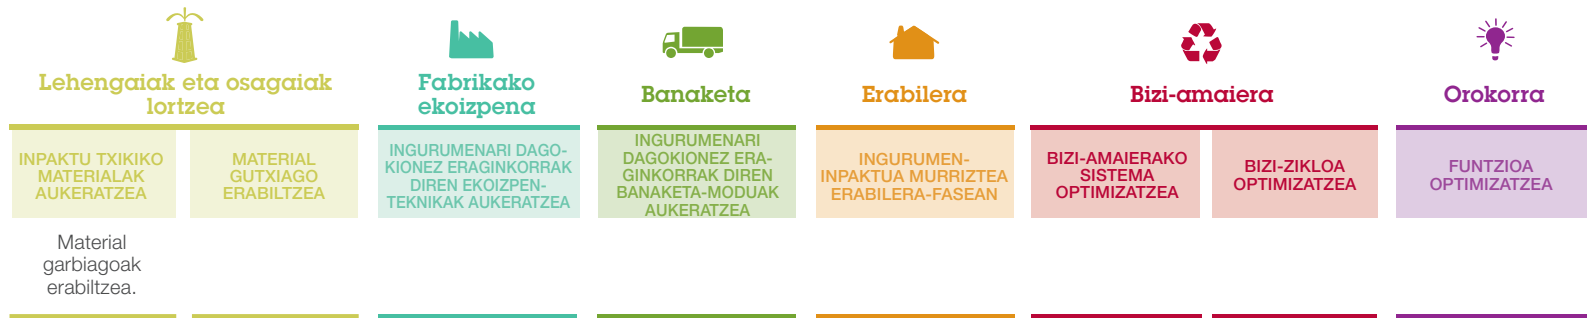 Lehengaiak eta osagaiak
lortzea
Fabrikako
ekoizpena
Banaketa
Erabilera
Bizi-amaiera
Orokorra
INPAKTU TXIKIKO
MATERIALAK
AUKERATZEA
MATERIAL
GUTXIAGO
ERABILTZEA
INGURUMENARI DAGO-
KIONEZ ERAGINKORRAK
DIREN EKOIZPEN-
TEKNIKAK AUKERATZEA
INGURUMENARI
DAGOKIONEZ ERA-
GINKORRAK DIREN
BANAKETA-MODUAK
AUKERATZEA
INGURUMEN-
INPAKTUA MURRIZTEA
ERABILERA-FASEAN
BIZI-AMAIERAKO
SISTEMA
OPTIMIZATZEA
BIZI-ZIKLOA
OPTIMIZATZEA
FUNTZIOA
OPTIMIZATZEA
Material
garbiagoak
erabiltzea.